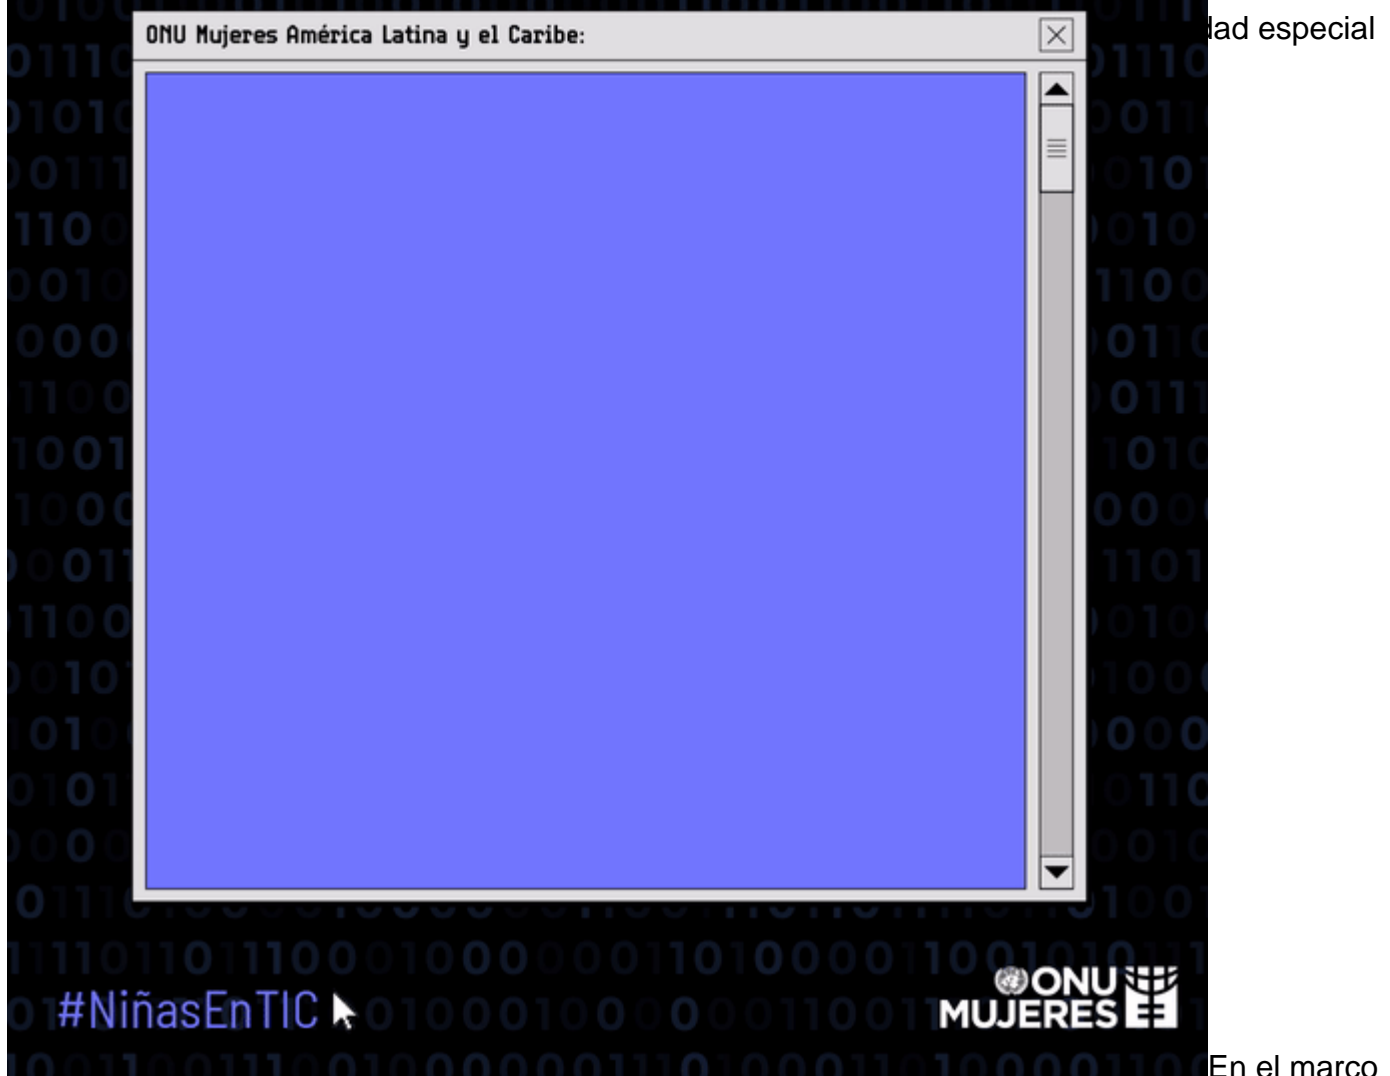 ONU Mujeres América Latina y el Caribe:
dad especial
#NiñasEnTIC
ONU
MUJERES
En el marco